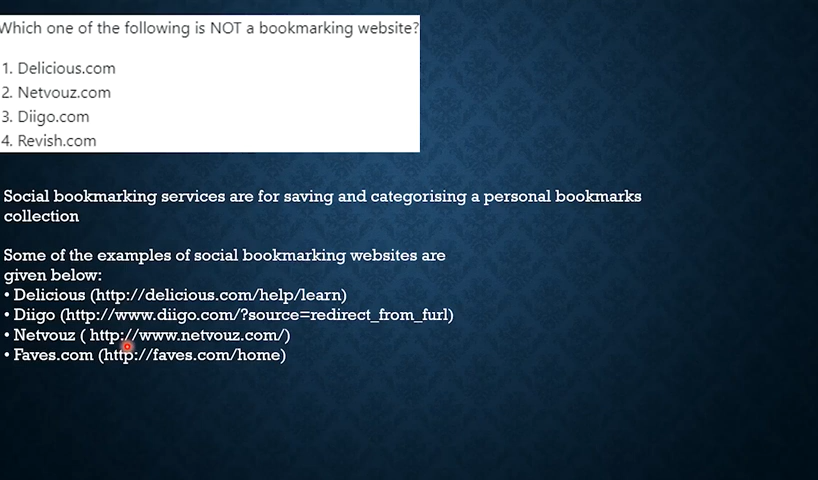 Which one of the following is NOT a bookmarking website?
1. Delicious.com
2. Netvouz.com
3. Diigo.com
4. Revish.com
Social bookmarking services are for saving and categorising a personal bookmarks
collection
Some of the examples of social bookmarking websites are
given below:
• Delicious (http://delicious.com/help/learn)
• Diigo (http://www.diigo.com/?source=redirect_from_furl)
• Netvouz ( http://www.netvouz.com/)
• Faves.com (http://faves.com/home)